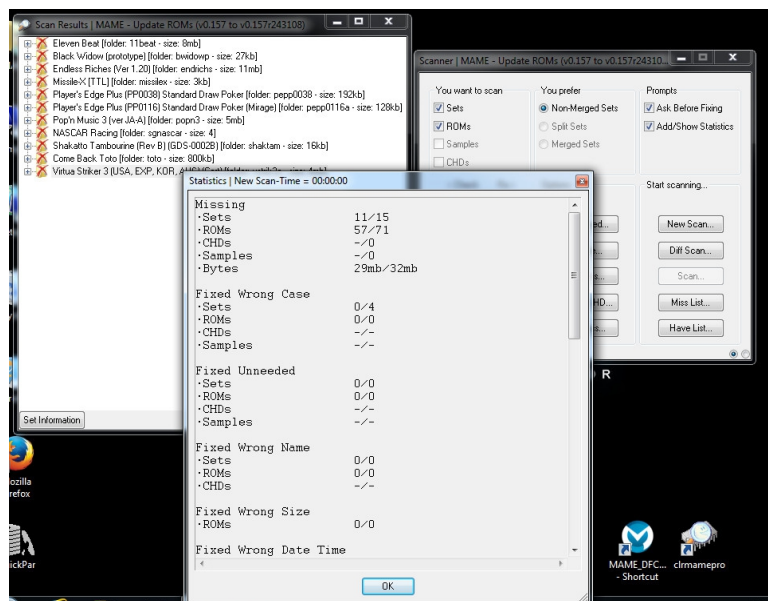 Scan Results | MAME - Update ROMs (v0.157 to v0.157r243108)
Eleven Beat [folder: 11beat - size: 8mb]
Black Widow (prototype) [folder: bwidowp - size: 27kb]
Endless Riches (Ver 1.20) [folder: endrichs - size: 11mb]
Missile-X [TTL] [folder: missilex - size: 3kb]
Player's Edge Plus (PP0038) Standard Draw Poker [folder: pepp0038 - size: 192kb]
Player's Edge Plus (PP0116) Standard Draw Poker (Mirage) [folder: pepp0116a - size: 128kb]
Pop'n Music 3 (ver JA-A) [folder: popn3 - size: 5mb]
NASCAR Racing [folder: sgnascar - size: 4]
Shakatto Tambourine (Rev B) (GDS-0002B) [folder: shaktam - size: 16kb]
Come Back Toto [folder: toto - size: 800kb]
Virtua Striker 3 (USA, EXP, KOR,
Set Information
Scanner | MAME - Update ROMs (v0.157 to v0.157r24310...
You want to scan
Sets
ROMs
Samples
CHDs
You prefer
Non-Merged Sets
Split Sets
Merged Sets
Prompts
Ask Before Fixing
Add/Show Statistics
Start scanning...
New Scan...
Diff Scan...
Scan...
Miss List...
Have List...
Statistics | New Scan-Time = 00:00:00
Missing
·Sets 11/15
·ROMs 57/71
·CHDs -/0
·Samples -/0
·Bytes 29mb/32mb
Fixed Wrong Case
·Sets 0/4
·ROMs 0/0
·CHDs -/-
·Samples -/-
Fixed Unneeded
·Sets 0/0
·ROMs 0/0
·CHDs -/-
·Samples -/-
Fixed Wrong Name
·Sets 0/0
·ROMs 0/0
·CHDs -/-
Fixed Wrong Size
·ROMs 0/0
Fixed Wrong Date Time
OK
R
ozilla
refox
ickPar
MAME_DFC...
- Shortcut
clrmamepro